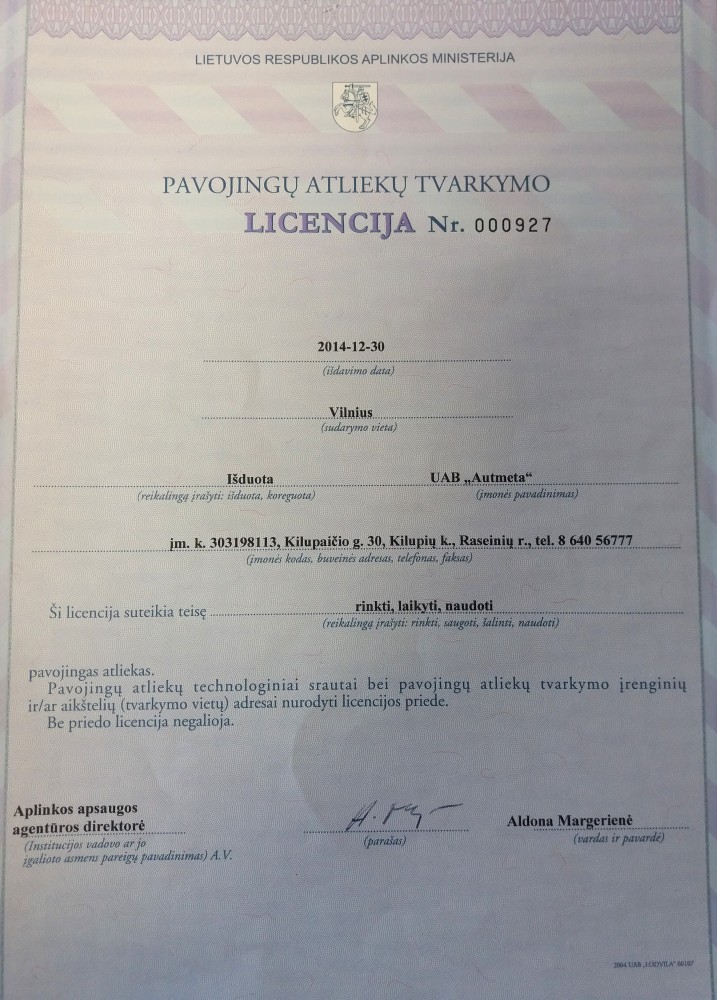 LIETUVOS RESPUBLIKOS APLINKOS MINISTERIJA
PAVOJINGŲ ATLIEKŲ TVARKYMO
LICENCIJA Nr. 000927
2014-12-30
(išdavimo data)
Vilnius
(sudarymo vieta)
Išduota UAB „Autmeta“
(reikalingą įrašyti: išduota, koreguota) (įmonės pavadinimas)
įm. k. 303198113, Kilupaičio g. 30, Kilupių k., Raseinių r., tel. 8 640 56777
(įmonės kodas, buveinės adresas, telefonas, faksas)
Ši licencija suteikia teisę rinkti, laikyti, naudoti
(reikalingą įrašyti: rinkti, saugoti, šalinti, naudoti)
pavojingas atliekas.
Pavojingų atliekų technologiniai srautai bei pavojingų atliekų tvarkymo įrenginių
ir/ar aikštelių (tvarkymo vietų) adresai nurodyti licencijos priede.
Be priedo licencija negalioja.
Aplinkos apsaugos
agentūros direktorė Aldona Margerienė
(Institucijos vadovo ar jo (parašas) (vardas ir pavardė)
įgalioto asmens pareigų pavadinimas) A.V.
2004 UAB „LODVILA“ 60107